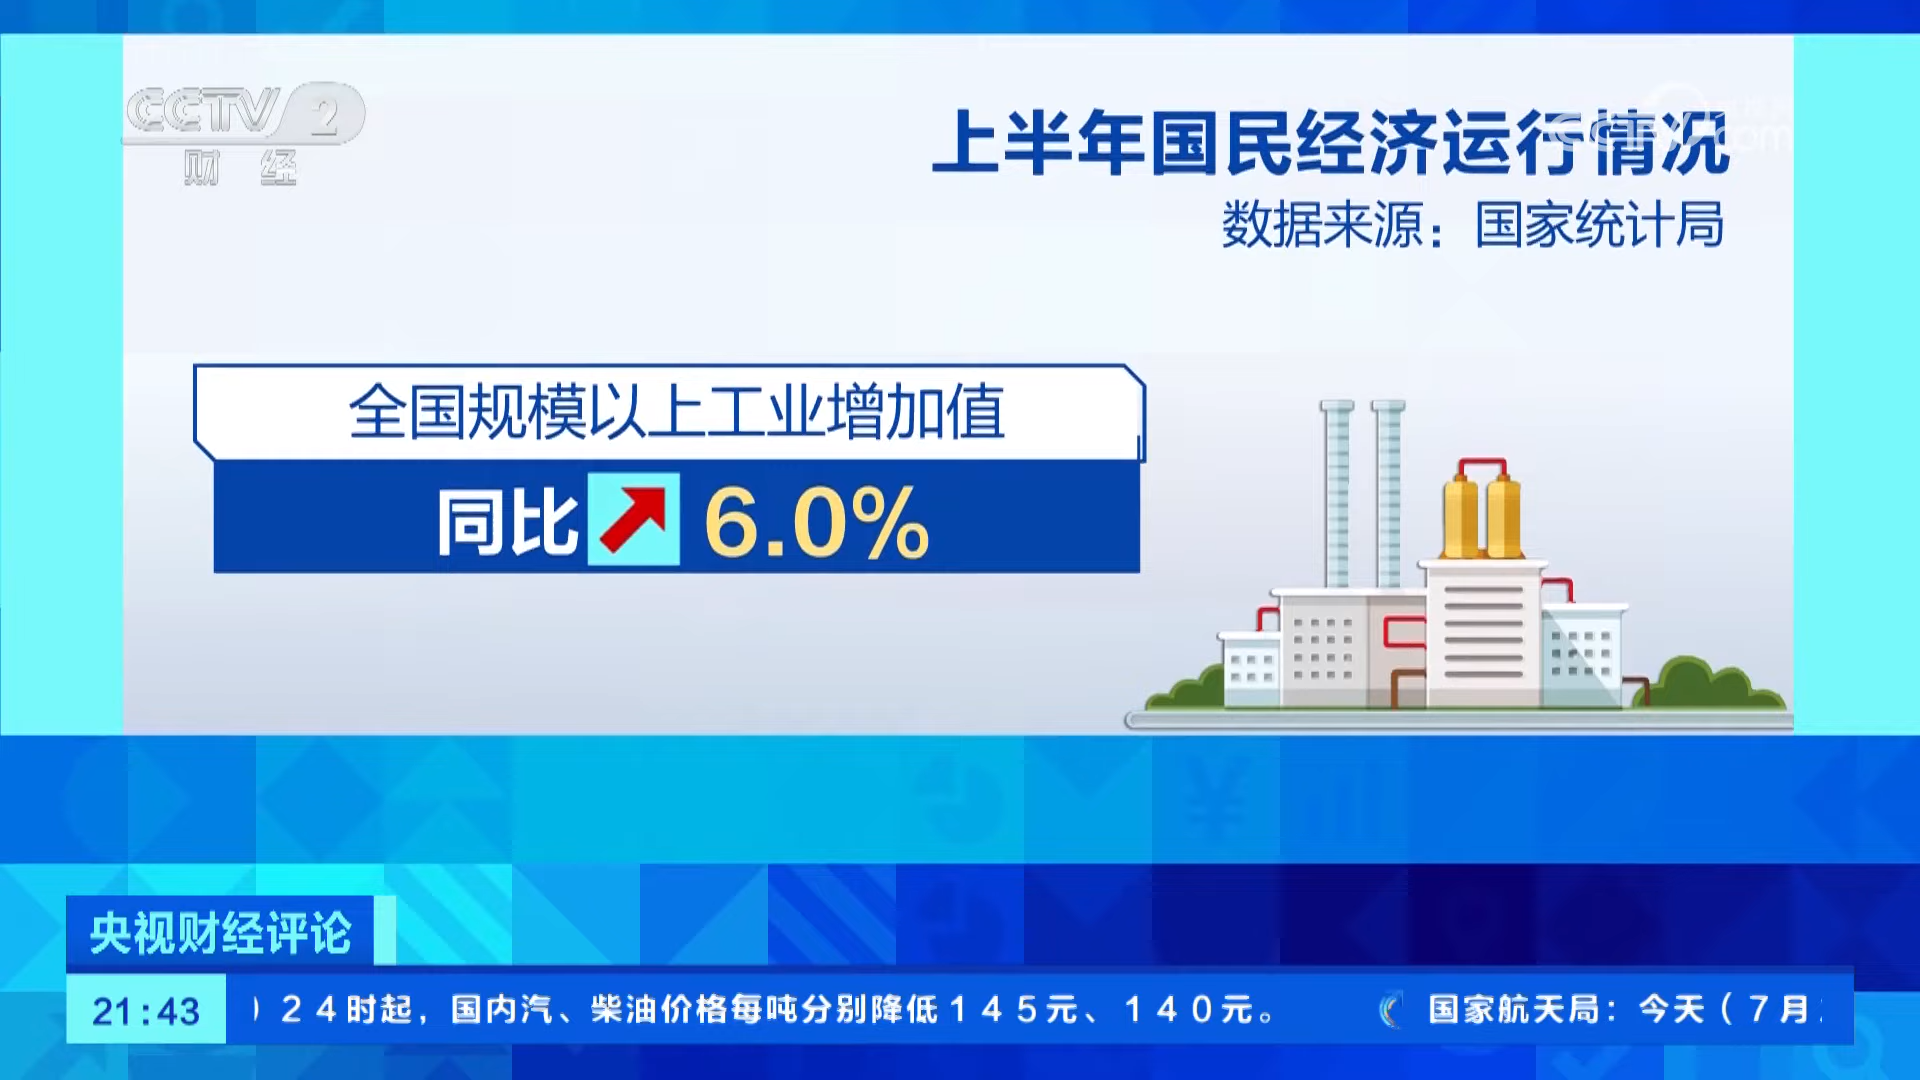 CCTV 2
财 经
上半年国民经济运行情况
数据来源：国家统计局
全国规模以上工业增加值
同比 6.0%
央视财经评论
21:43
）24时起，国内汽、柴油价格每吨分别降低145元、140元。 国家航天局：今天（7月